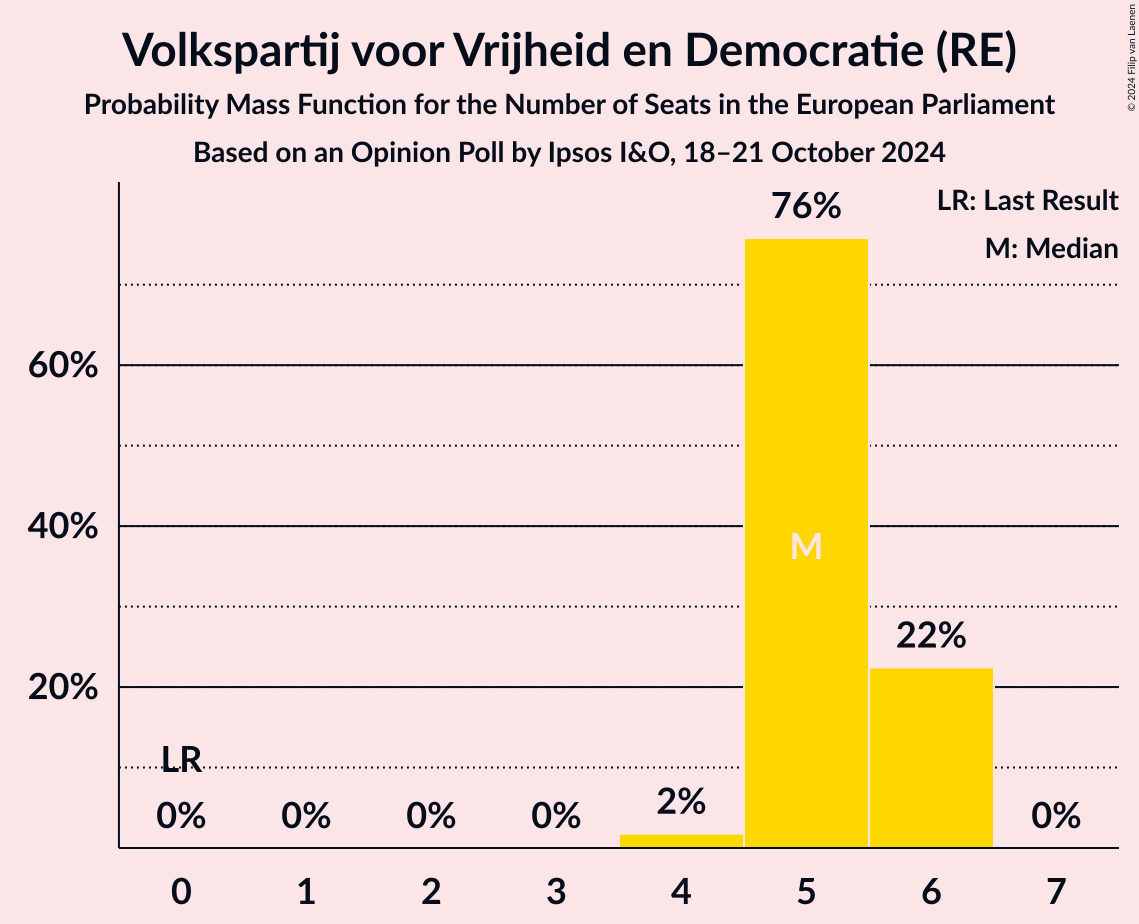 Volkspartij voor Vrijheid en Democratie (RE)
Probability Mass Function for the Number of Seats in the European Parliament
Based on an Opinion Poll by Ipsos I&O, 18–21 October 2024
© 2024 Filip van Laenen
LR: Last Result
M: Median
76%
60%
40%
M
22%
20%
LR
0% 0% 0% 0% 2% 0%
0 1 2 3 4 5 6 7